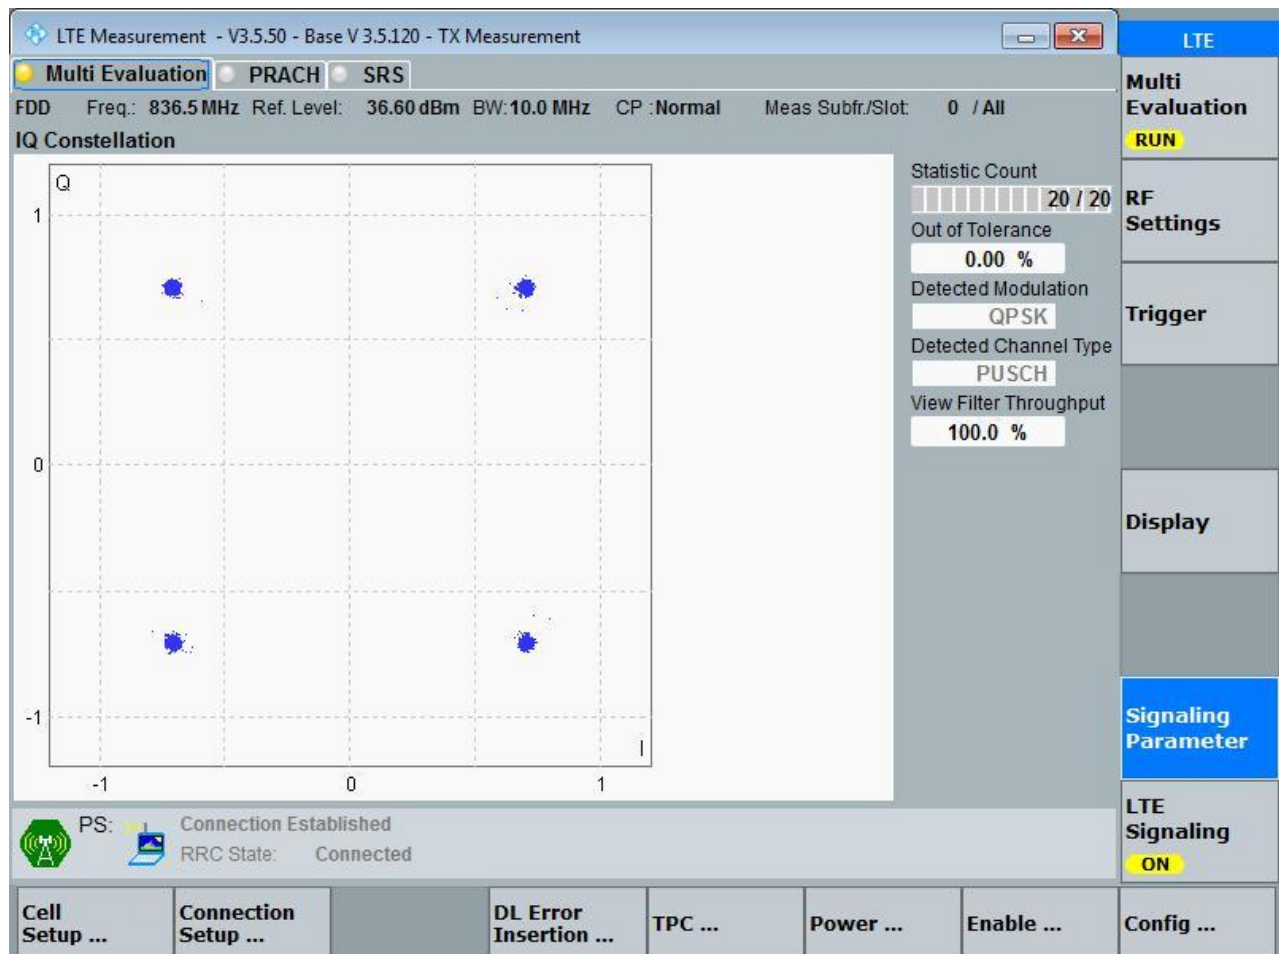 LTE Measurement - V3.5.50 - Base V 3.5.120 - TX Measurement
LTE
Multi Evaluation PRACH SRS
FDD Freq.: 836.5 MHz Ref. Level: 36.60 dBm BW: 10.0 MHz CP : Normal Meas Subfr./Slot: 0 / All
IQ Constellation
Q
1
0
-1
I
-1 0 1
Statistic Count
20 / 20
Out of Tolerance
0.00 %
Detected Modulation
QPSK
Detected Channel Type
PUSCH
View Filter Throughput
100.0 %
Multi
Evaluation
RUN
RF
Settings
Trigger
Display
Signaling
Parameter
LTE
Signaling
ON
PS: Connection Established
RRC State: Connected
Cell
Setup ...
Connection
Setup ...
DL Error
Insertion ...
TPC ...
Power ...
Enable ...
Config ...